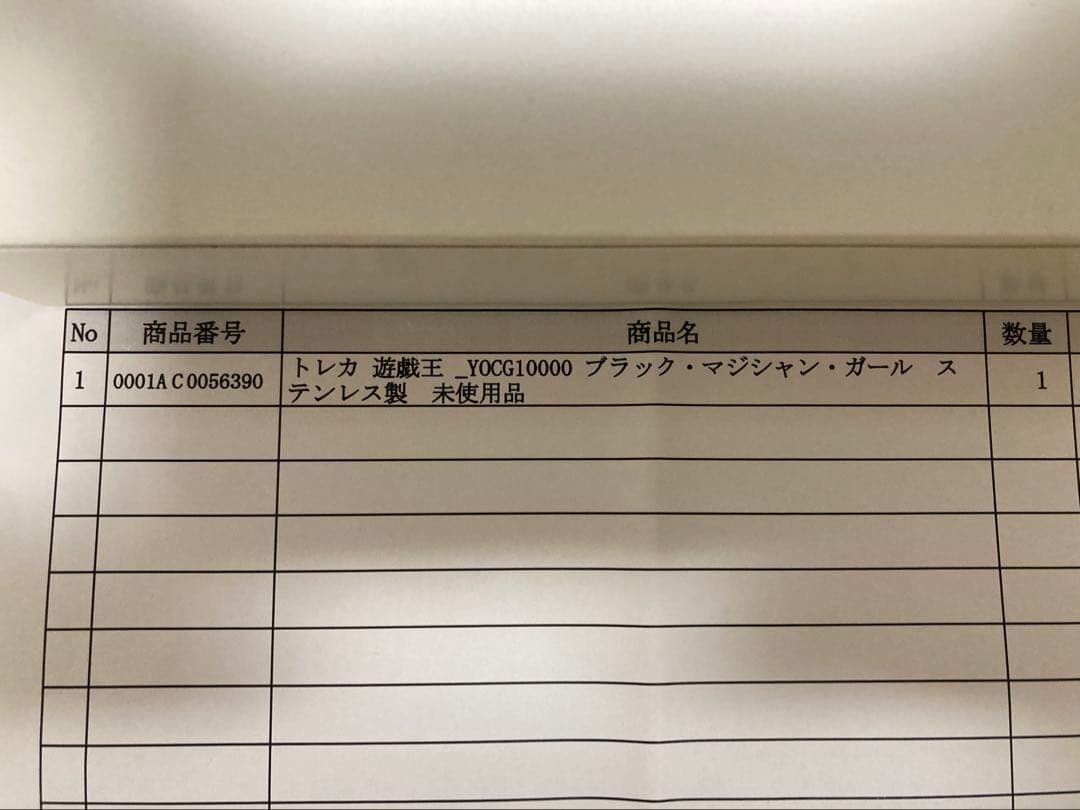 No 商品番号 商品名 数量
1 0001AC0056390 トレカ 遊戯王 _YOCG10000 ブラック・マジシャン・ガール　ス 1
テンレス製　未使用品